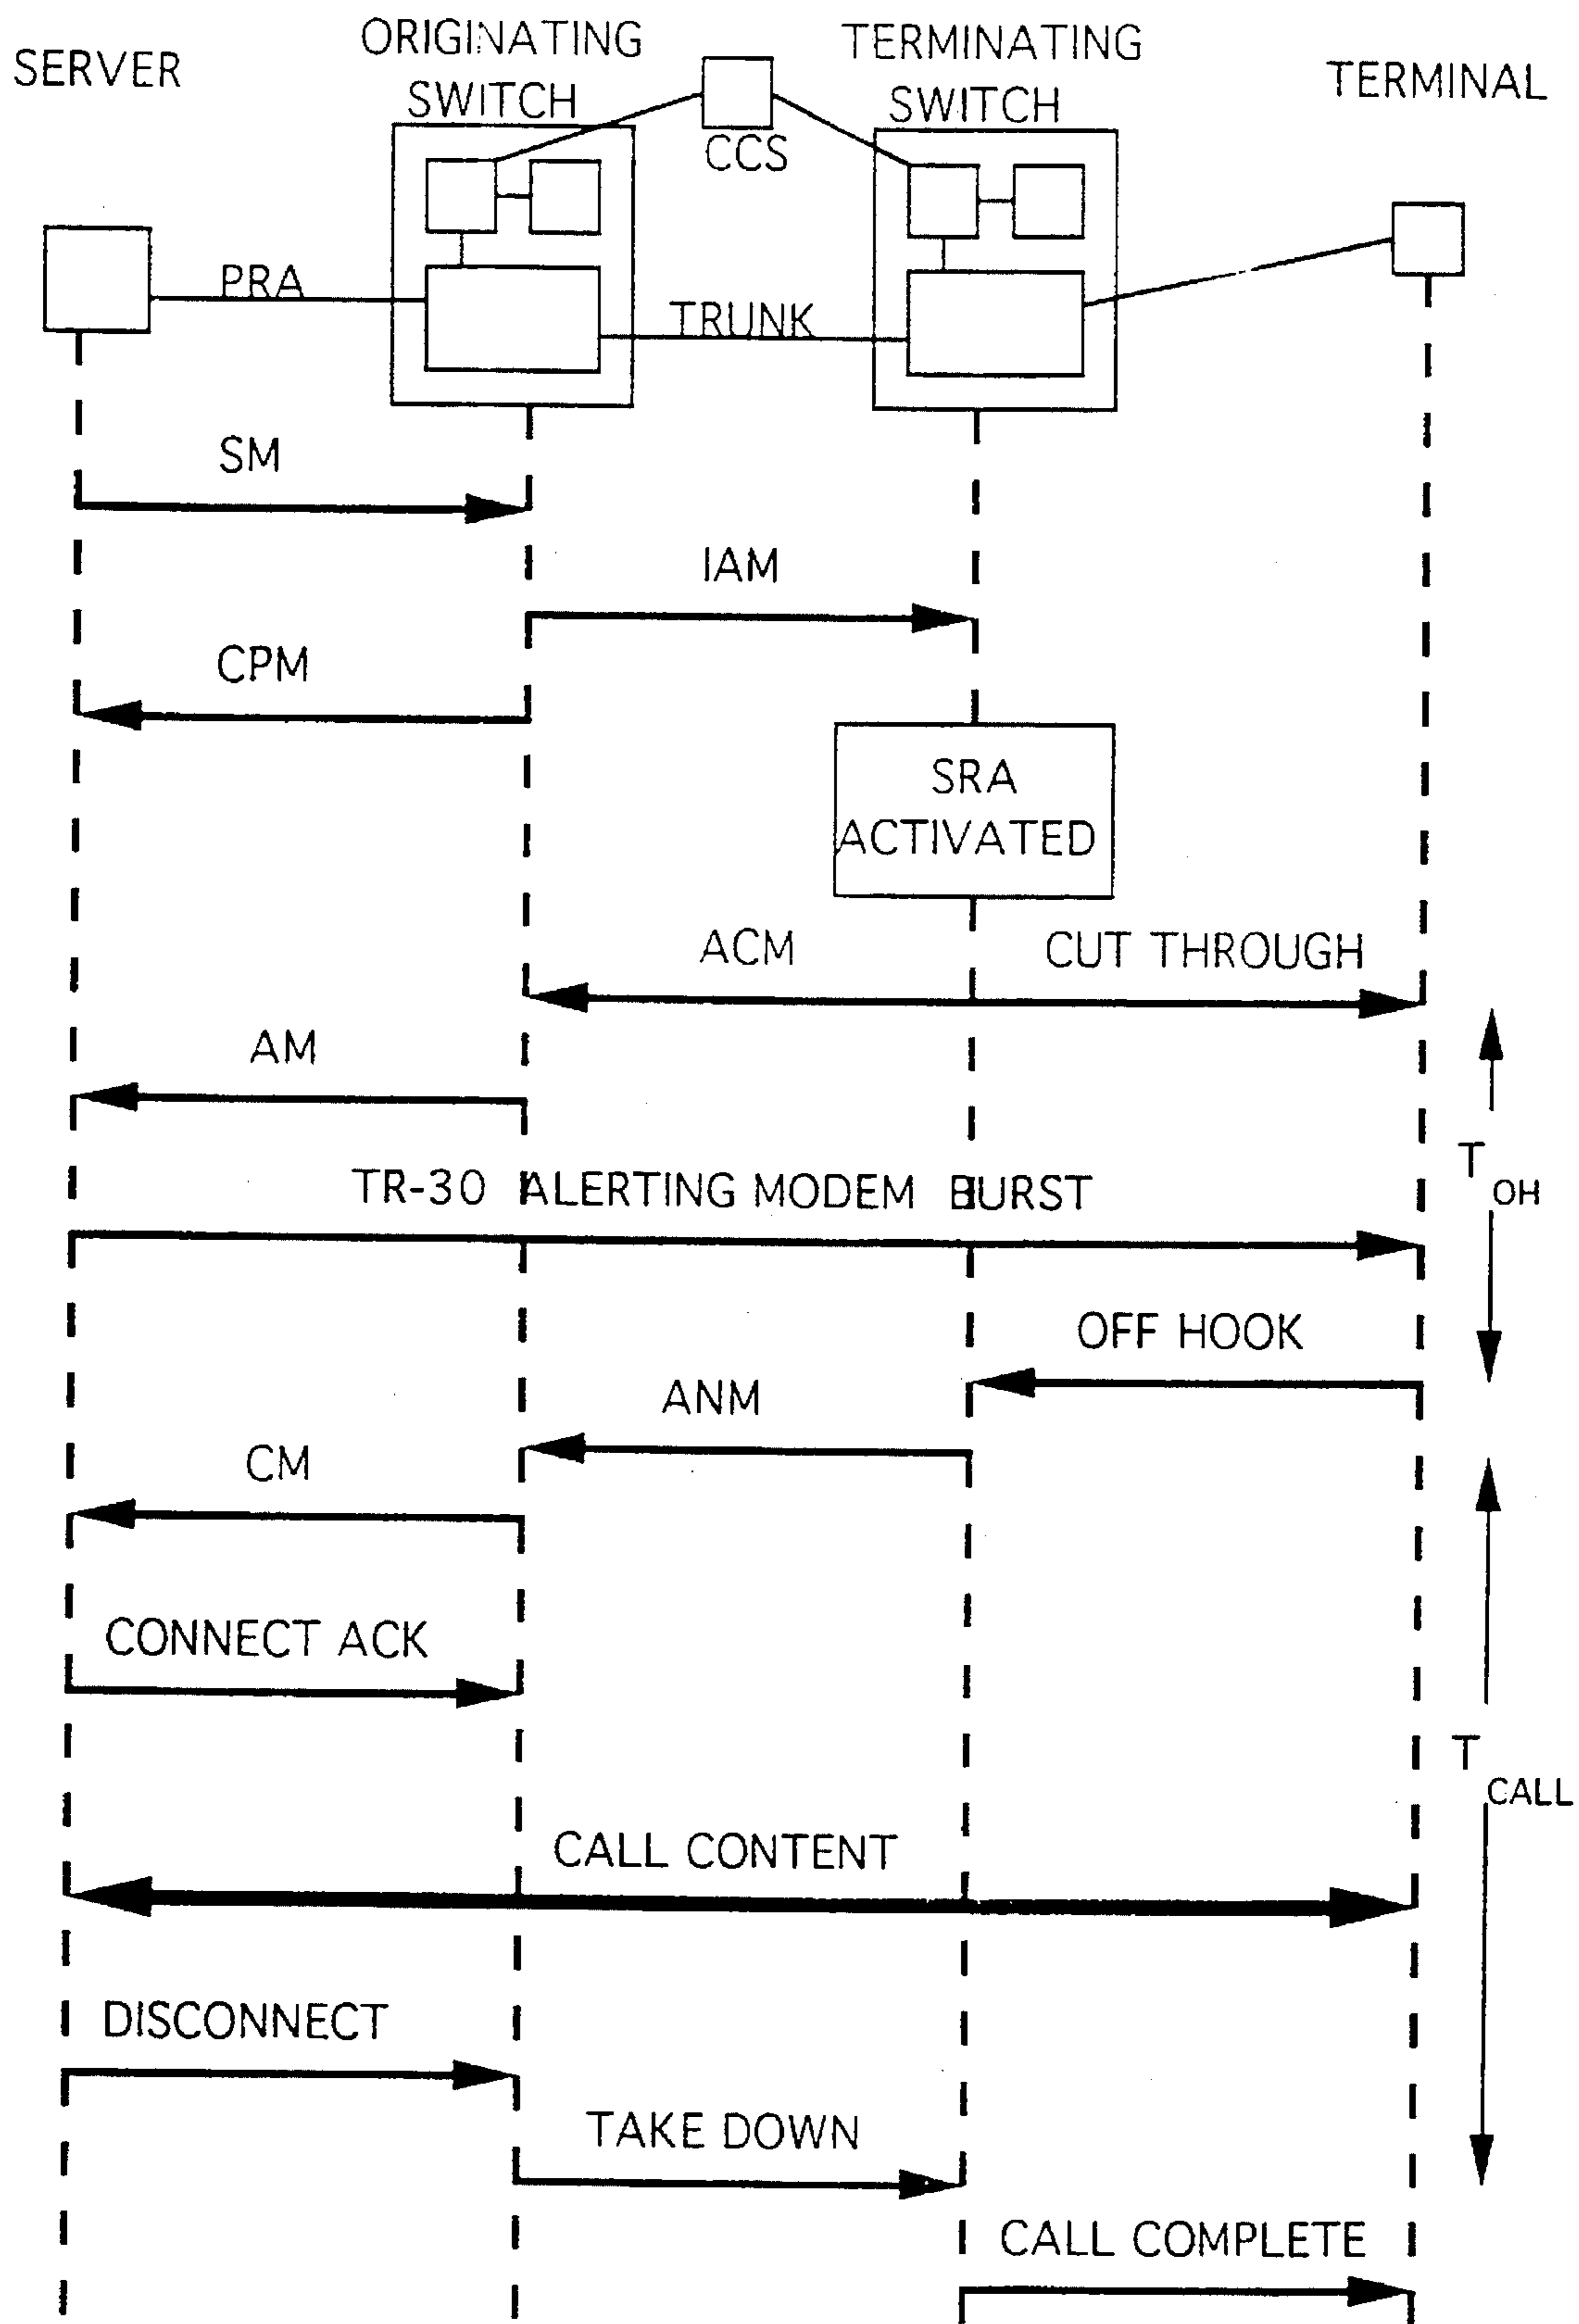 SERVER
ORIGINATING
SWITCH
CCS
TERMINATING
SWITCH
TERMINAL
PRA
TRUNK
SM
IAM
CPM
SRA
ACTIVATED
ACM
CUT THROUGH
AM
TR-30 ALERTING MODEM BURST
T OH
OFF HOOK
ANM
CM
CONNECT ACK
T CALL
CALL CONTENT
DISCONNECT
TAKE DOWN
CALL COMPLETE